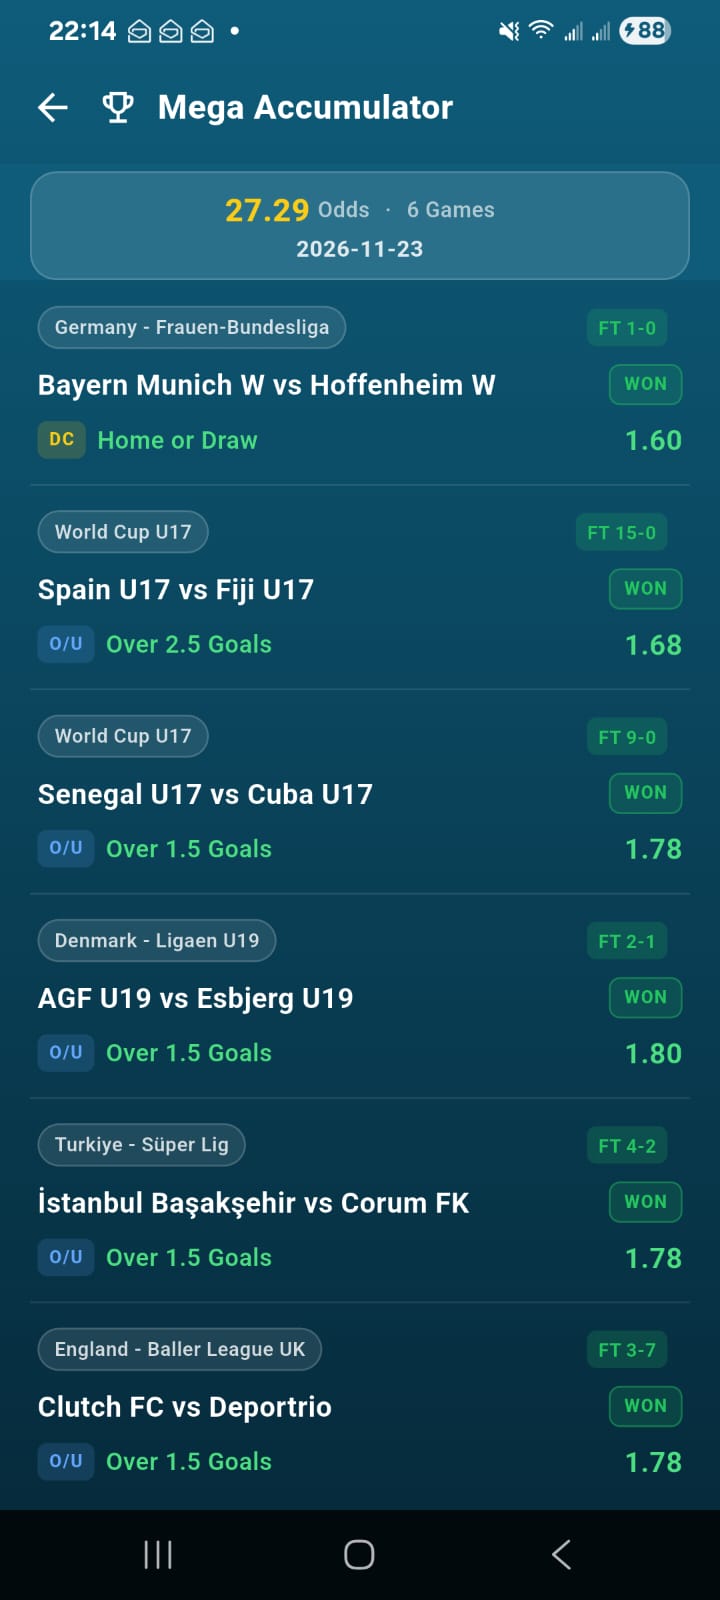 22:14
88
Mega Accumulator
27.29 Odds · 6 Games
2026-11-23
Germany - Frauen-Bundesliga FT 1-0
Bayern Munich W vs Hoffenheim W WON
DC Home or Draw 1.60
World Cup U17 FT 15-0
Spain U17 vs Fiji U17 WON
O/U Over 2.5 Goals 1.68
World Cup U17 FT 9-0
Senegal U17 vs Cuba U17 WON
O/U Over 1.5 Goals 1.78
Denmark - Ligaen U19 FT 2-1
AGF U19 vs Esbjerg U19 WON
O/U Over 1.5 Goals 1.80
Turkiye - Süper Lig FT 4-2
İstanbul Başakşehir vs Corum FK WON
O/U Over 1.5 Goals 1.78
England - Baller League UK FT 3-7
Clutch FC vs Deportrio WON
O/U Over 1.5 Goals 1.78